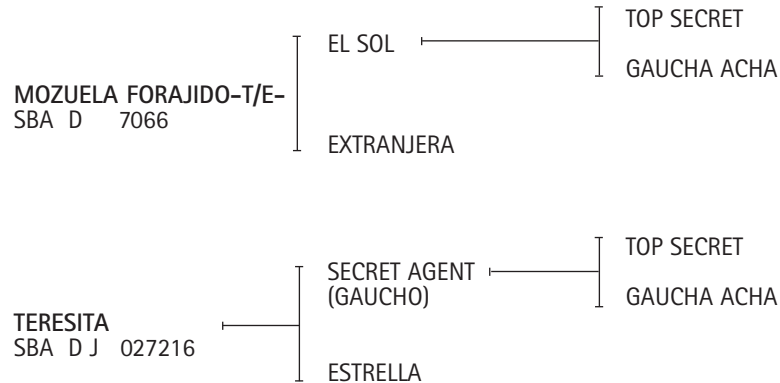 TOP SECRET
EL SOL
GAUCHA ACHA
MOZUELA FORAJIDO-T/E-
SBA D 7066
EXTRANJERA
TOP SECRET
SECRET AGENT
(GAUCHO)
GAUCHA ACHA
TERESITA
SBA D J 027216
ESTRELLA